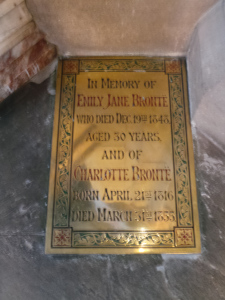 In Memory of
Emily Jane Brontë
who died Dec. 19th 1848,
aged 30 years.
and of
Charlotte Brontë
born April 21st 1816
died March 31st 1855.